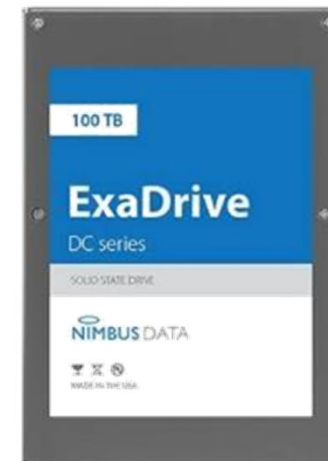 100 TB
ExaDrive
DC series
SOLID STATE DRIVE
NIMBUS DATA
MADE IN THE USA